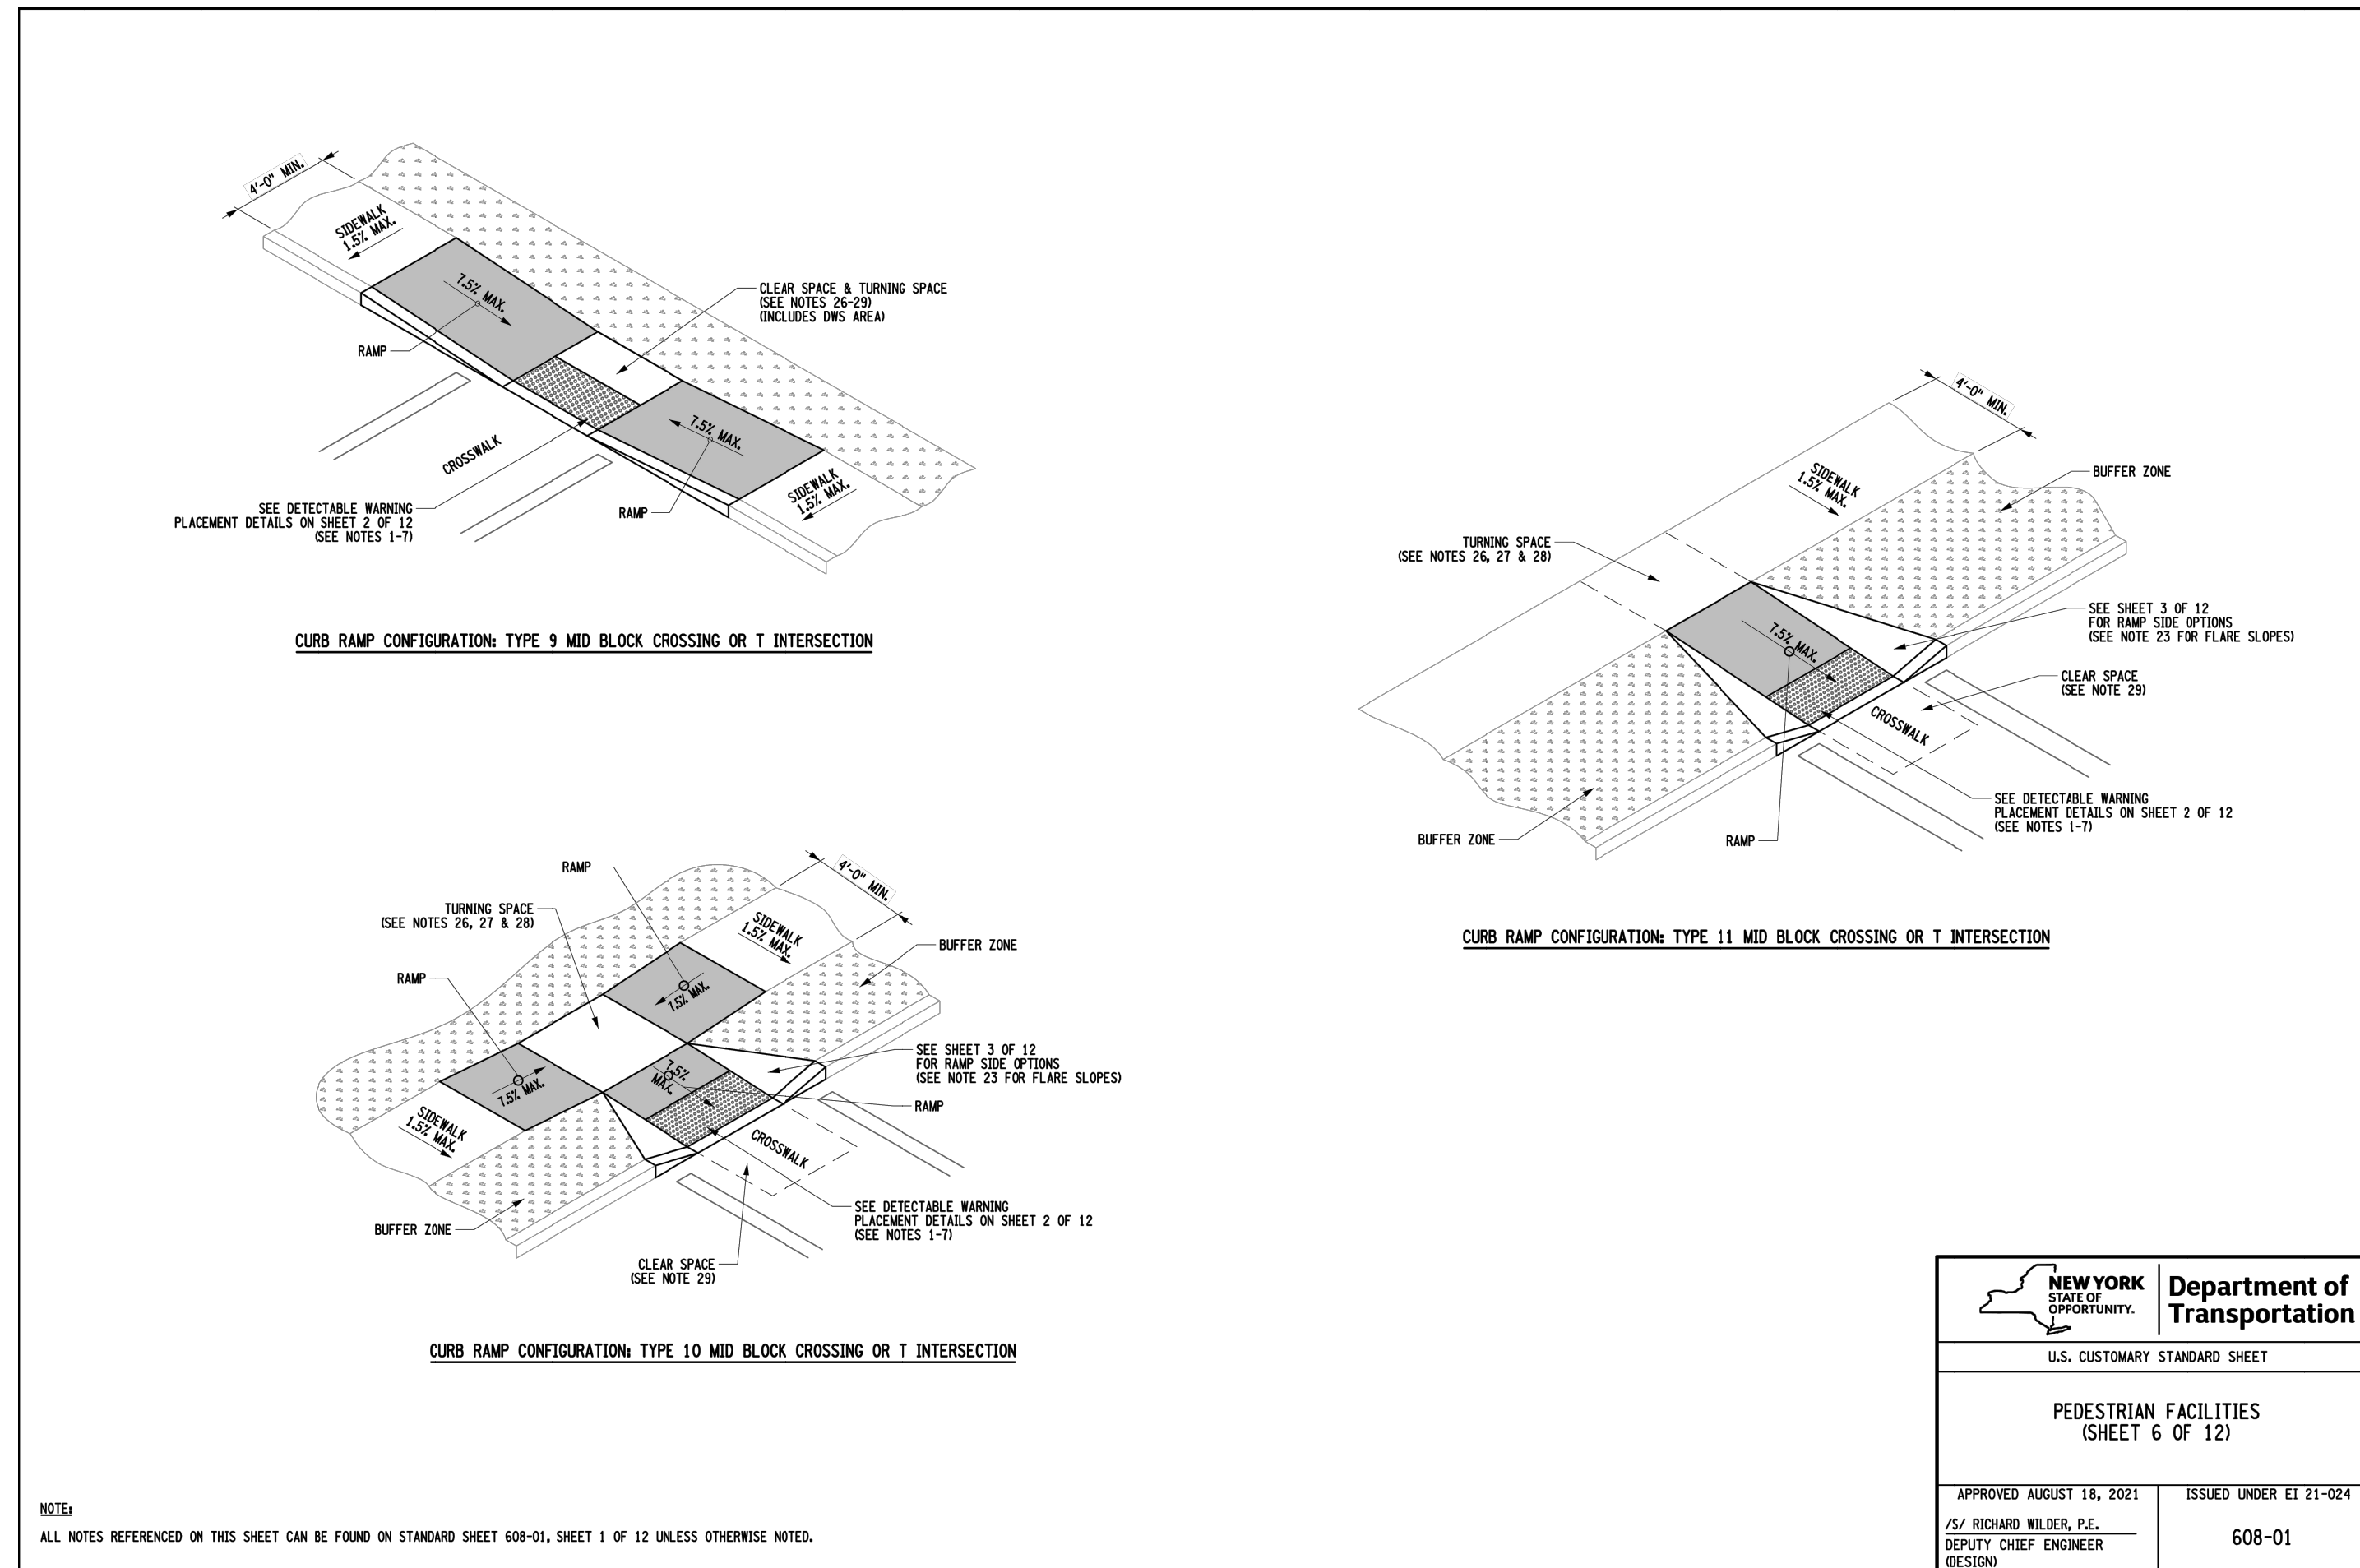 4'-0" MIN.
SIDEWALK
1.5% MAX.
7.5% MAX.
CLEAR SPACE & TURNING SPACE
(SEE NOTES 26-29)
(INCLUDES DWS AREA)
RAMP
7.5% MAX.
CROSSWALK
SIDEWALK
1.5% MAX.
SEE DETECTABLE WARNING
PLACEMENT DETAILS ON SHEET 2 OF 12
(SEE NOTES 1-7)
RAMP
CURB RAMP CONFIGURATION: TYPE 9 MID BLOCK CROSSING OR T INTERSECTION
4'-0" MIN.
SIDEWALK
1.5% MAX.
BUFFER ZONE
TURNING SPACE
(SEE NOTES 26, 27 & 28)
7.5% MAX.
SEE SHEET 3 OF 12
FOR RAMP SIDE OPTIONS
(SEE NOTE 23 FOR FLARE SLOPES)
CLEAR SPACE
(SEE NOTE 29)
CROSSWALK
SEE DETECTABLE WARNING
PLACEMENT DETAILS ON SHEET 2 OF 12
(SEE NOTES 1-7)
BUFFER ZONE
RAMP
CURB RAMP CONFIGURATION: TYPE 11 MID BLOCK CROSSING OR T INTERSECTION
RAMP
4'-0" MIN.
TURNING SPACE
(SEE NOTES 26, 27 & 28)
SIDEWALK
1.5% MAX.
BUFFER ZONE
RAMP
7.5% MAX.
SEE SHEET 3 OF 12
FOR RAMP SIDE OPTIONS
(SEE NOTE 23 FOR FLARE SLOPES)
7.5%
MAX.
7.5% MAX.
RAMP
SIDEWALK
1.5% MAX.
CROSSWALK
SEE DETECTABLE WARNING
PLACEMENT DETAILS ON SHEET 2 OF 12
(SEE NOTES 1-7)
BUFFER ZONE
CLEAR SPACE
(SEE NOTE 29)
CURB RAMP CONFIGURATION: TYPE 10 MID BLOCK CROSSING OR T INTERSECTION
NOTE:
ALL NOTES REFERENCED ON THIS SHEET CAN BE FOUND ON STANDARD SHEET 608-01, SHEET 1 OF 12 UNLESS OTHERWISE NOTED.
NEW YORK
STATE OF
OPPORTUNITY.
Department of
Transportation
U.S. CUSTOMARY STANDARD SHEET
PEDESTRIAN FACILITIES
(SHEET 6 OF 12)
APPROVED AUGUST 18, 2021
ISSUED UNDER EI 21-024
/S/ RICHARD WILDER, P.E.
DEPUTY CHIEF ENGINEER
(DESIGN)
608-01